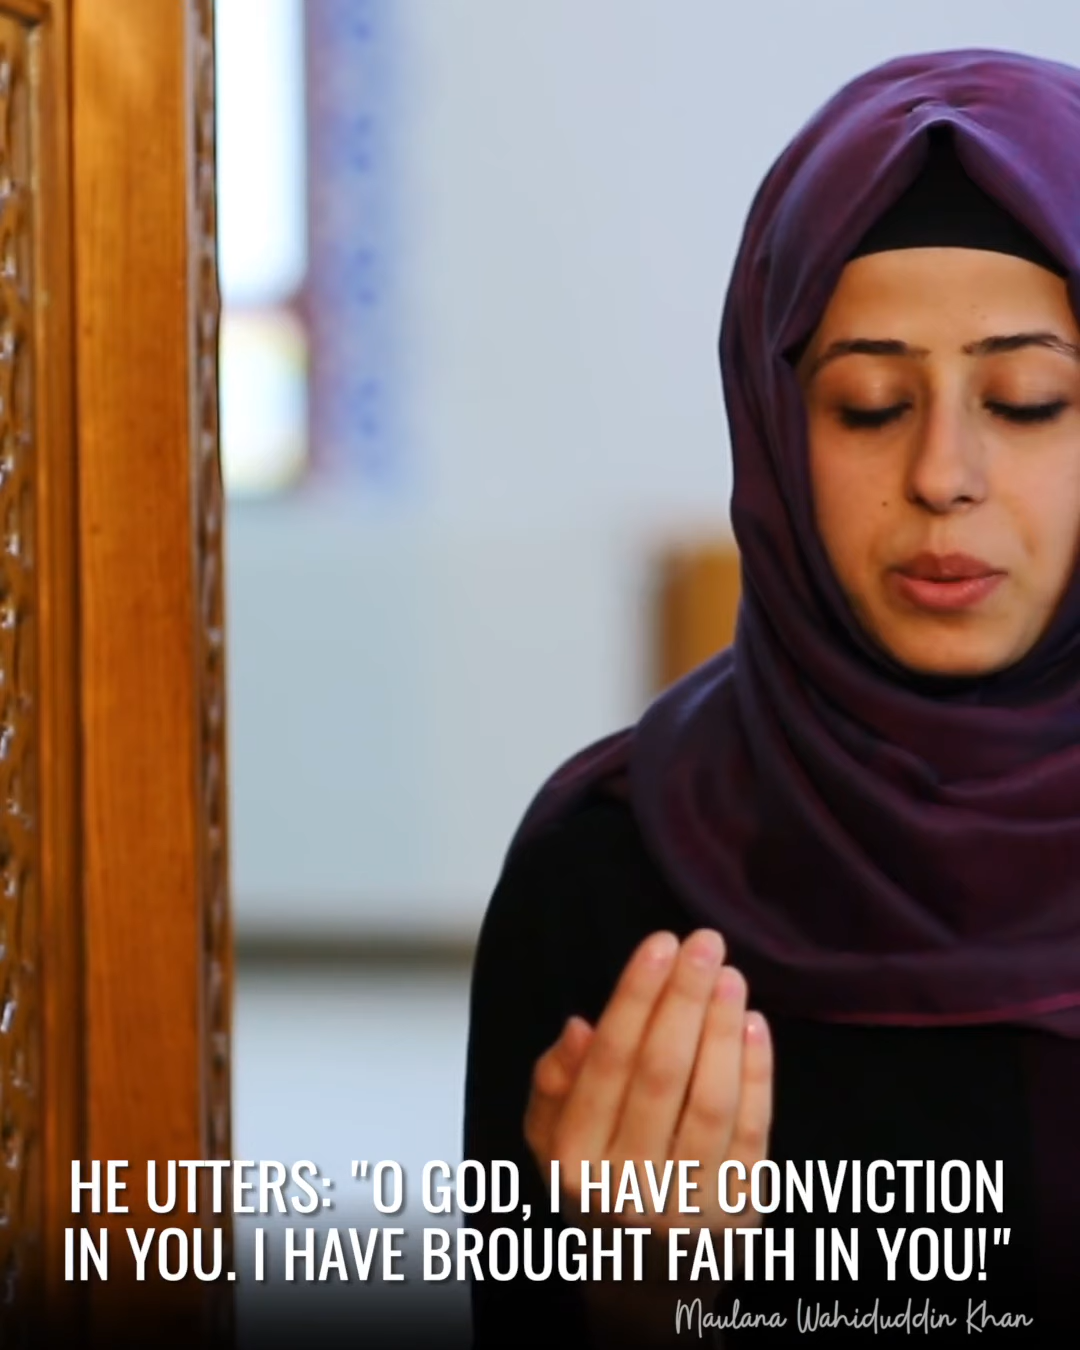 HE UTTERS: "O GOD, I HAVE CONVICTION
IN YOU. I HAVE BROUGHT FAITH IN YOU!"
Maulana Wahiduddin Khan